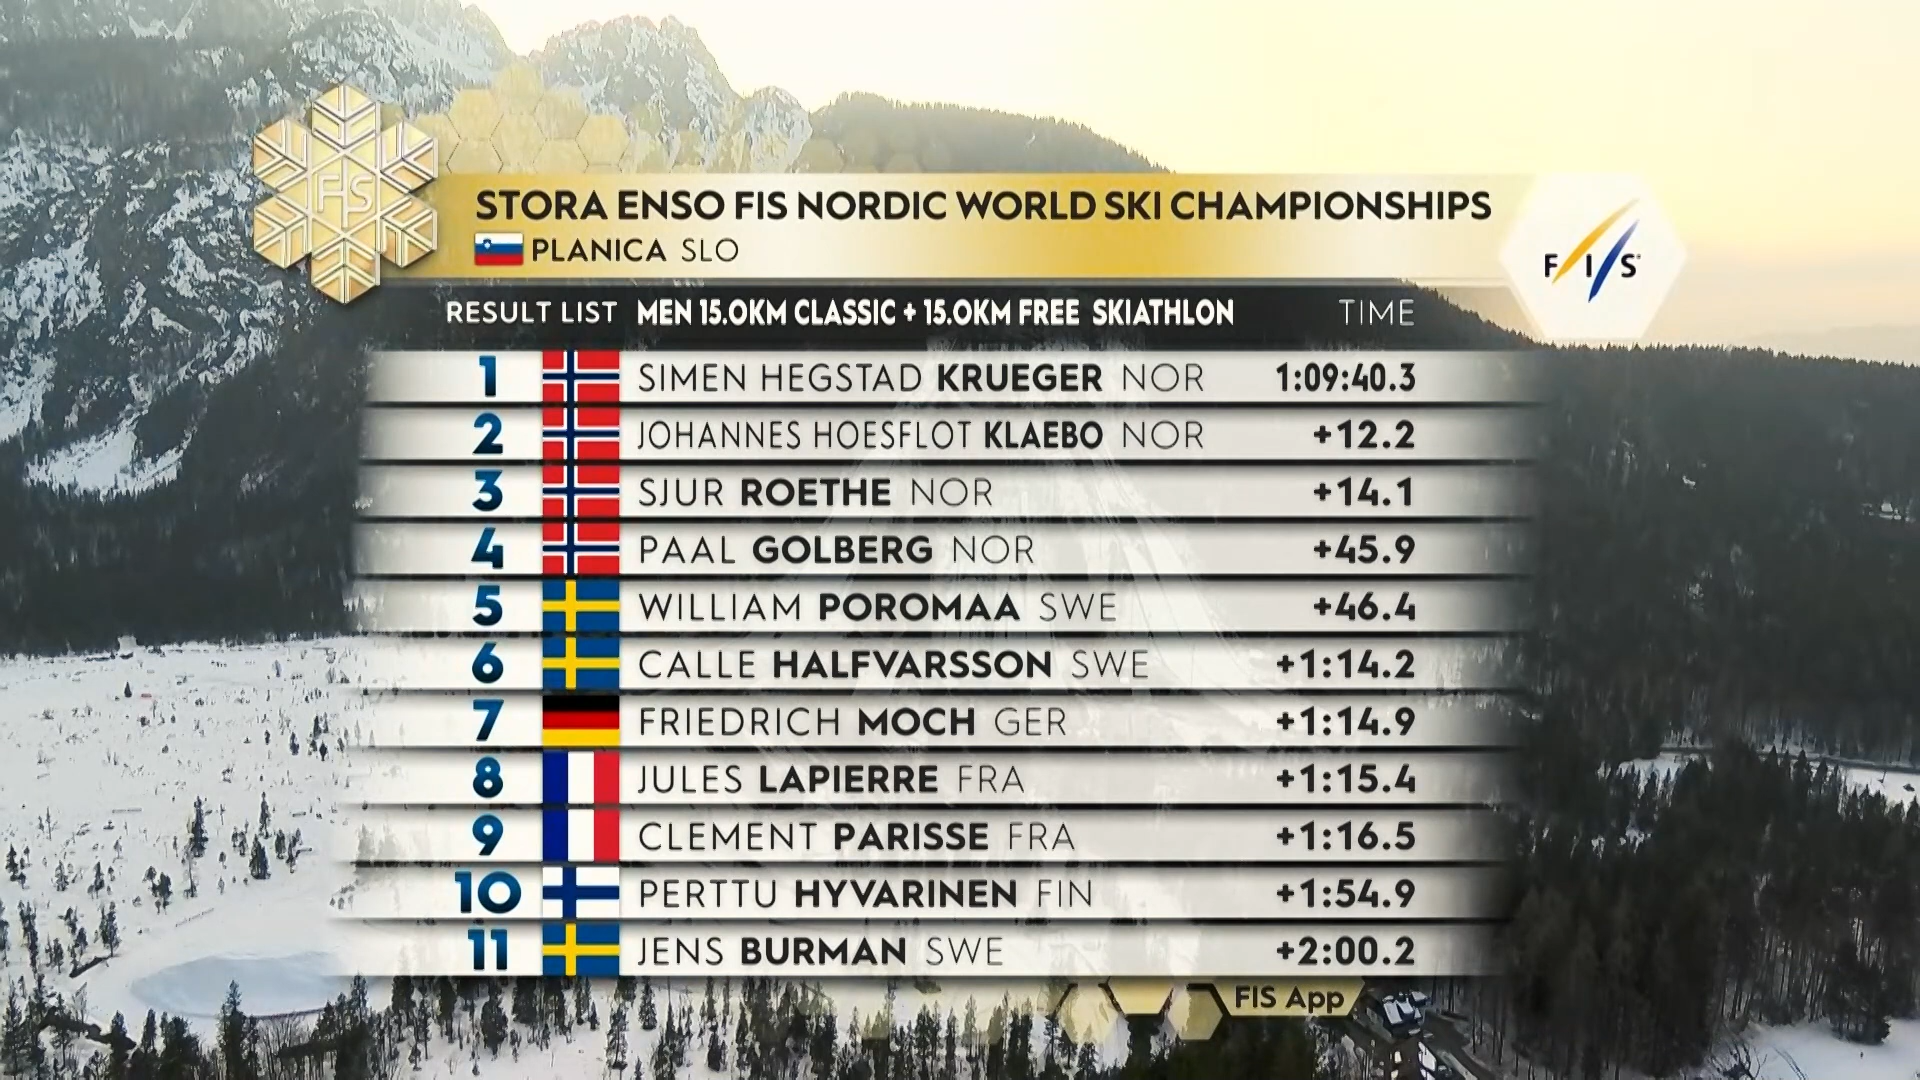 STORA ENSO FIS NORDIC WORLD SKI CHAMPIONSHIPS
PLANICA SLO
FIS
F I S
RESULT LIST MEN 15.0KM CLASSIC + 15.0KM FREE SKIATHLON TIME
1 SIMEN HEGSTAD KRUEGER NOR 1:09:40.3
2 JOHANNES HOESFLOT KLAEBO NOR +12.2
3 SJUR ROETHE NOR +14.1
4 PAAL GOLBERG NOR +45.9
5 WILLIAM POROMAA SWE +46.4
6 CALLE HALFVARSSON SWE +1:14.2
7 FRIEDRICH MOCH GER +1:14.9
8 JULES LAPIERRE FRA +1:15.4
9 CLEMENT PARISSE FRA +1:16.5
10 PERTTU HYVARINEN FIN +1:54.9
11 JENS BURMAN SWE +2:00.2
FIS App